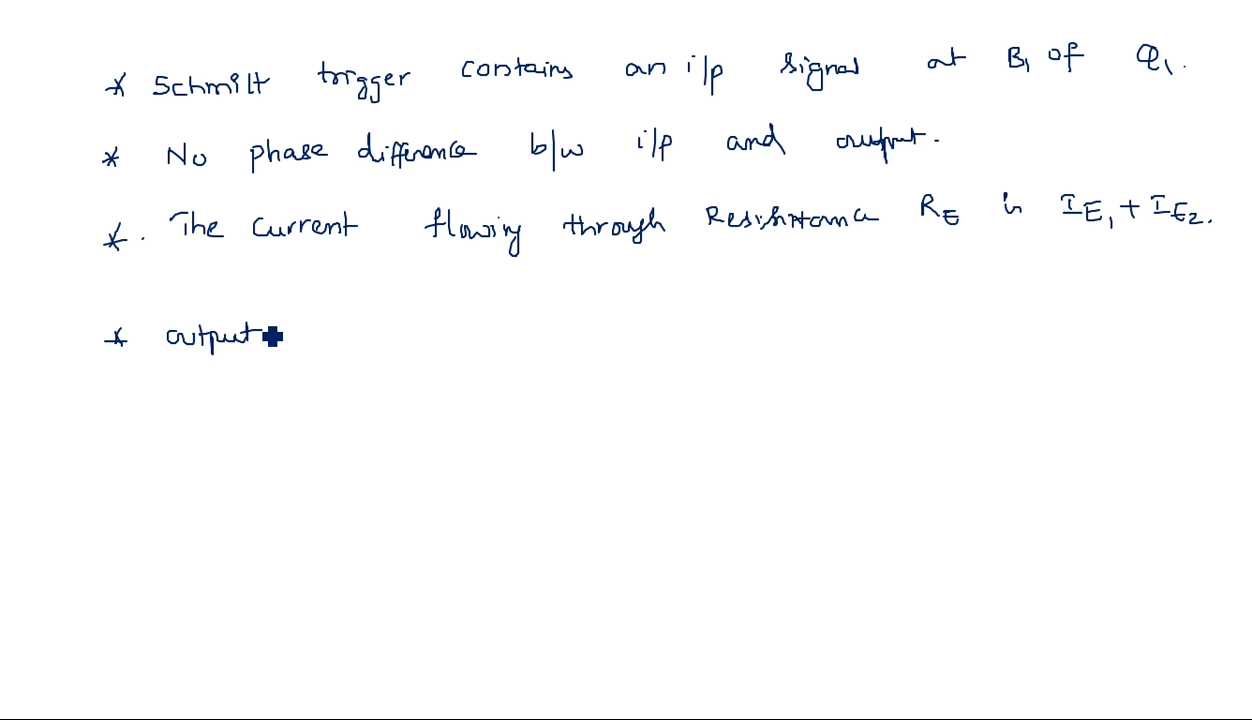 * Schmitt trigger contains an i/p signal at B₁ of Q₁.
* No phase difference b/w i/p and output.
*. The current flowing through Resistance RE is IE₁ + IE₂.
* output